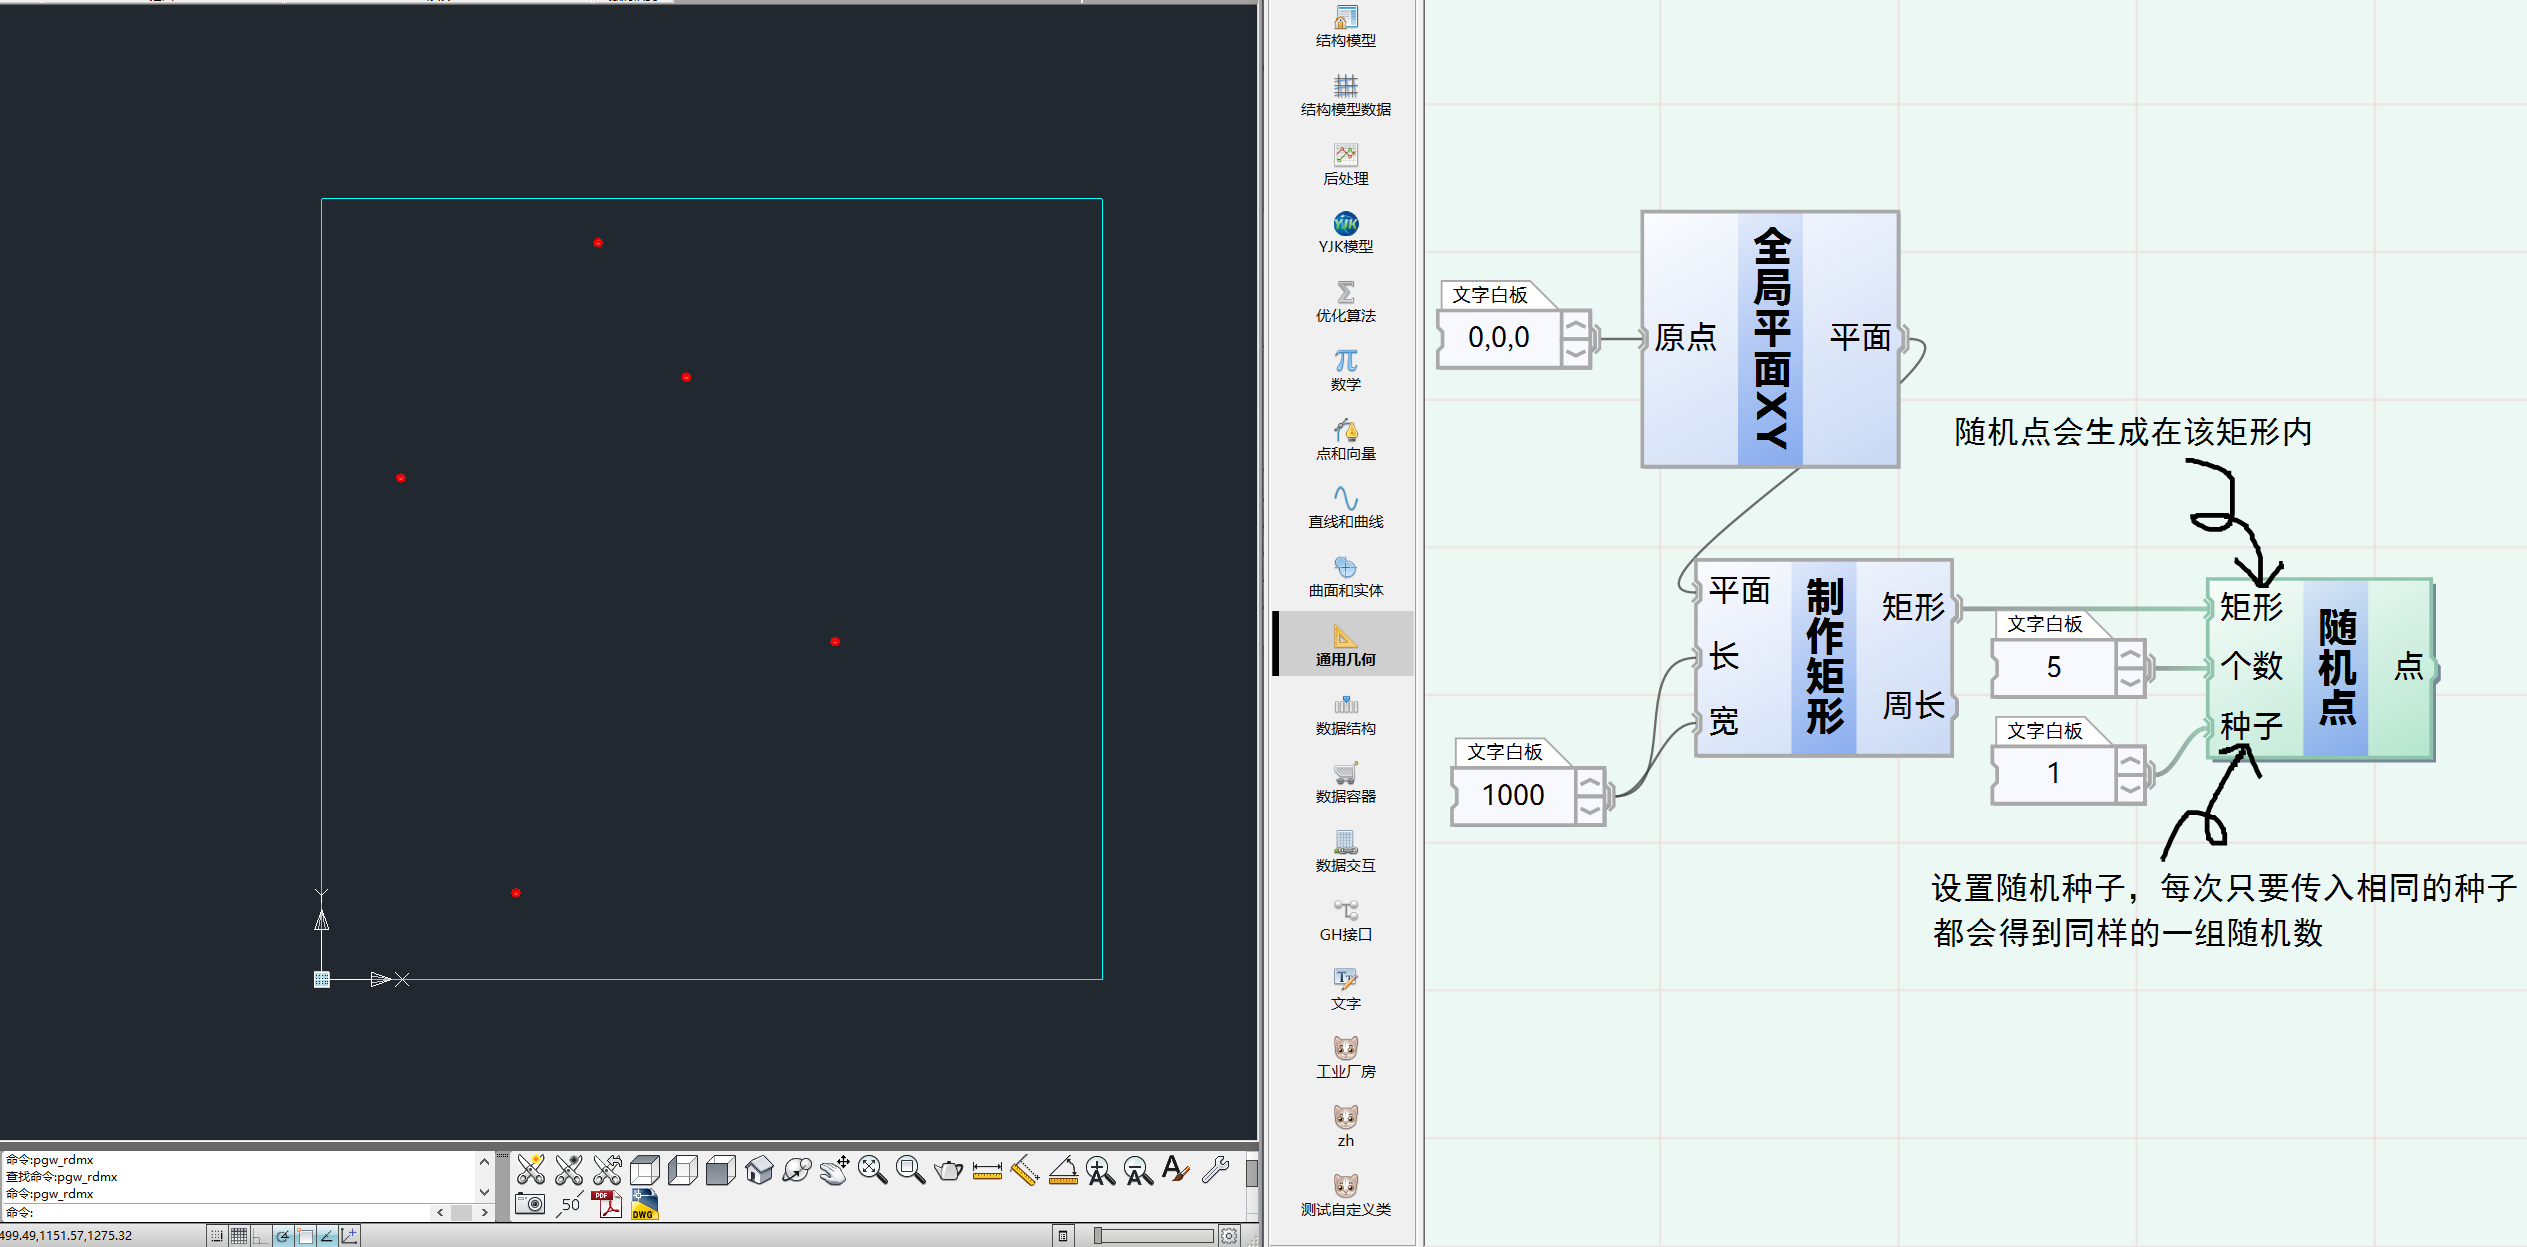 结构模型
结构模型数据
后处理
YJK
YJK模型
优化算法
数学
点和向量
直线和曲线
曲面和实体
通用几何
数据结构
数据容器
数据交互
GH接口
文字
工业厂房
zh
测试自定义类
全局平面XY
原点
平面
文字白板
0,0,0
随机点会生成在该矩形内
制作矩形
平面
长
宽
矩形
周长
文字白板
1000
文字白板
5
文字白板
1
随机点
矩形
个数
种子
点
设置随机种子，每次只要传入相同的种子
都会得到同样的一组随机数
Y
X
命令:pgw_rdmx
查找命令:pgw_rdmx
命令:pgw_rdmx
命令:
50
PDF
DWG
499.49,1151.57,1275.32